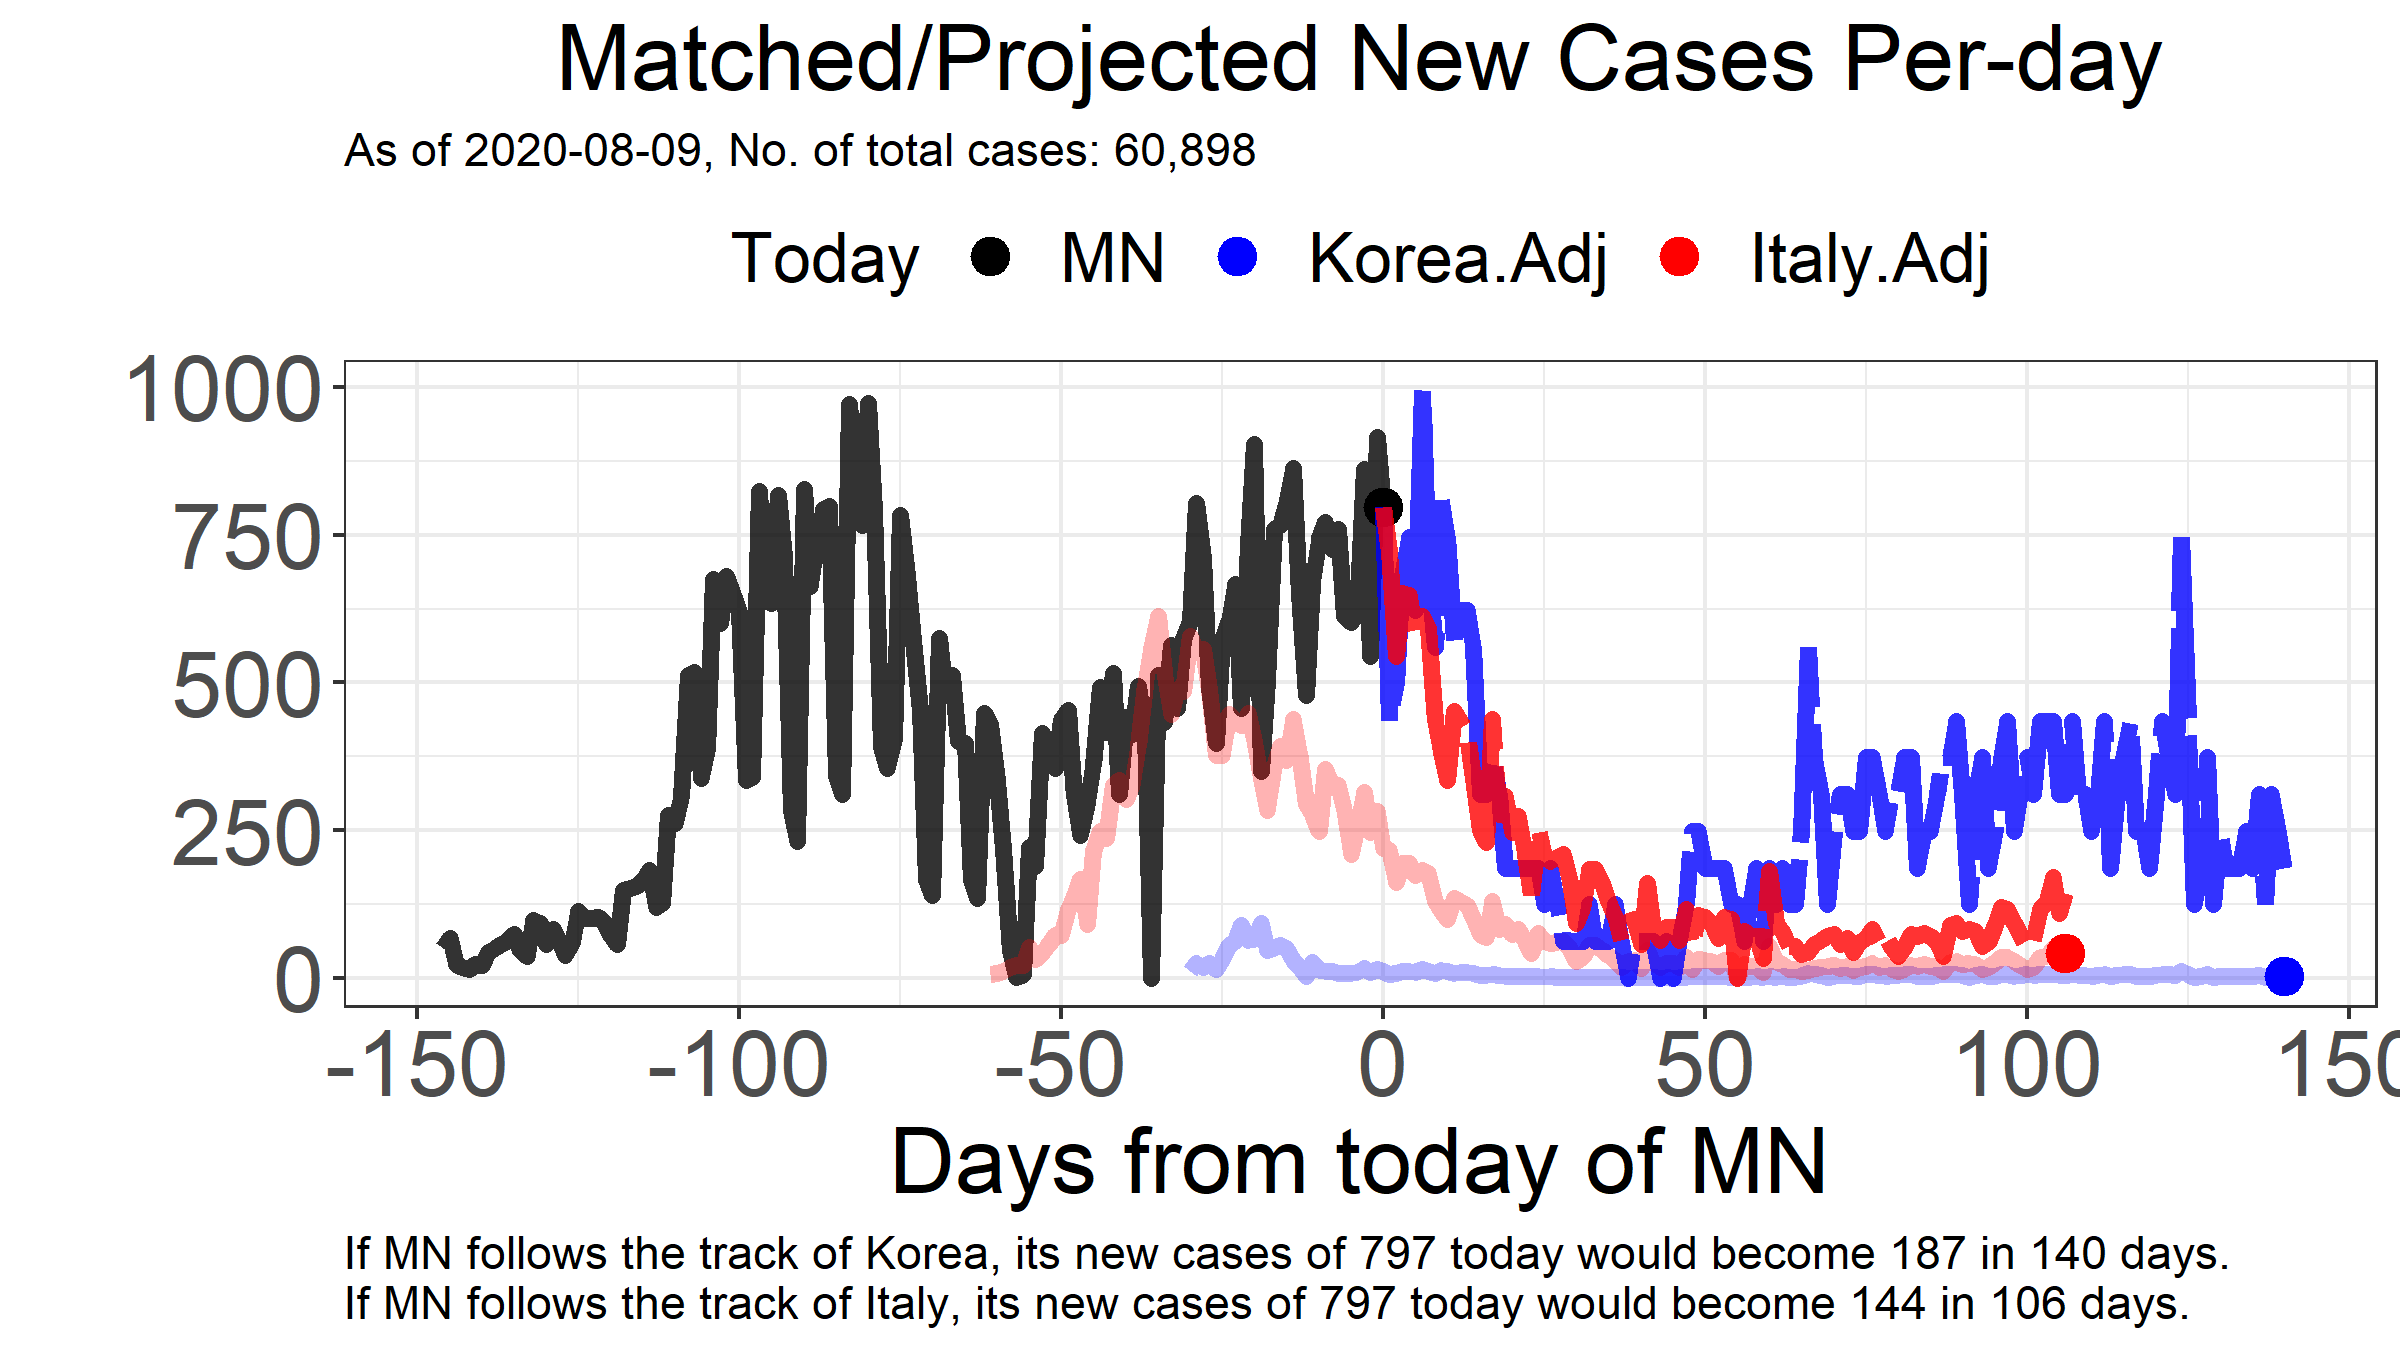 Matched/Projected New Cases Per-day
As of 2020-08-09, No. of total cases: 60,898
Today MN Korea.Adj Italy.Adj
1000
750
500
250
0
-150 -100 -50 0 50 100 150
Days from today of MN
If MN follows the track of Korea, its new cases of 797 today would become 187 in 140 days.
If MN follows the track of Italy, its new cases of 797 today would become 144 in 106 days.